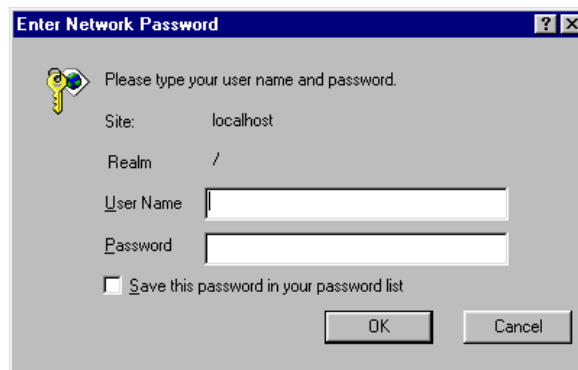 Enter Network Password
Please type your user name and password.
Site: localhost
Realm /
User Name
Password
Save this password in your password list
OK Cancel